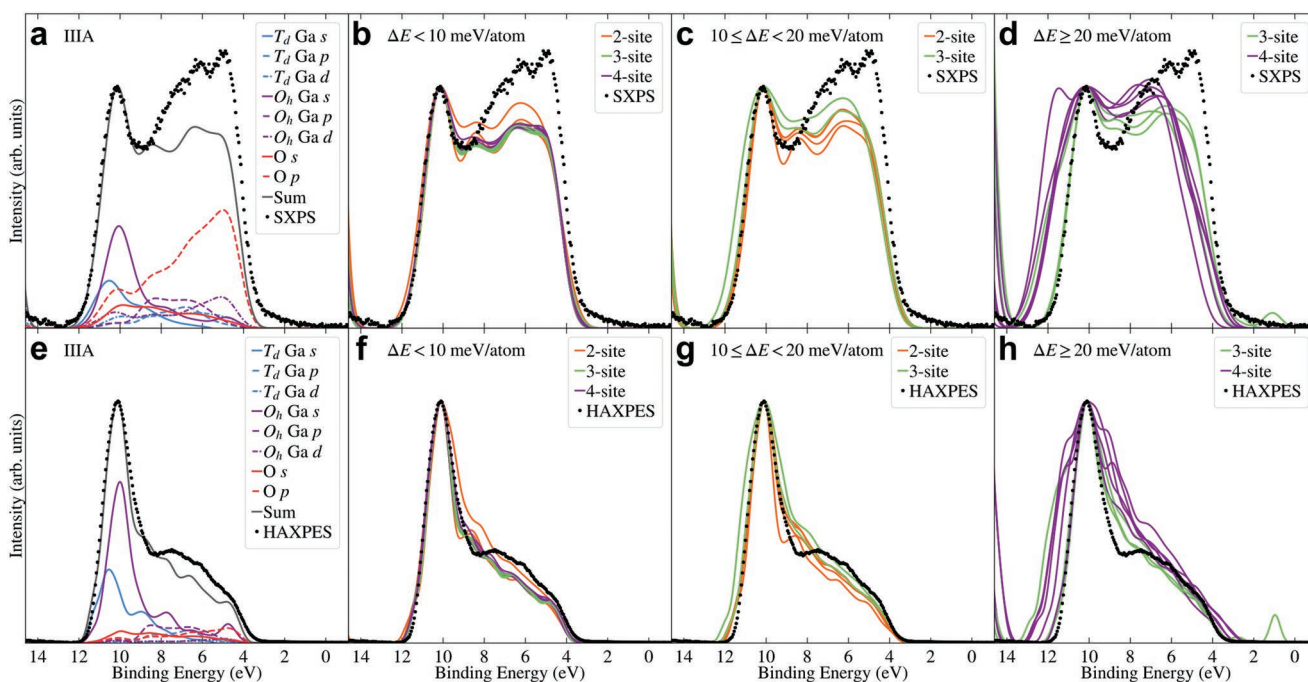 a IIIA
T_d Ga s
T_d Ga p
T_d Ga d
O_h Ga s
O_h Ga p
O_h Ga d
O s
O p
Sum
SXPS
b ΔE < 10 meV/atom
2-site
3-site
4-site
SXPS
c 10 ≤ ΔE < 20 meV/atom
2-site
3-site
SXPS
d ΔE ≥ 20 meV/atom
3-site
4-site
SXPS
Intensity (arb. units)
e IIIA
T_d Ga s
T_d Ga p
T_d Ga d
O_h Ga s
O_h Ga p
O_h Ga d
O s
O p
Sum
HAXPES
f ΔE < 10 meV/atom
2-site
3-site
4-site
HAXPES
g 10 ≤ ΔE < 20 meV/atom
2-site
3-site
HAXPES
h ΔE ≥ 20 meV/atom
3-site
4-site
HAXPES
Intensity (arb. units)
14 12 10 8 6 4 2 0
14 12 10 8 6 4 2 0
14 12 10 8 6 4 2 0
14 12 10 8 6 4 2 0
Binding Energy (eV)
Binding Energy (eV)
Binding Energy (eV)
Binding Energy (eV)